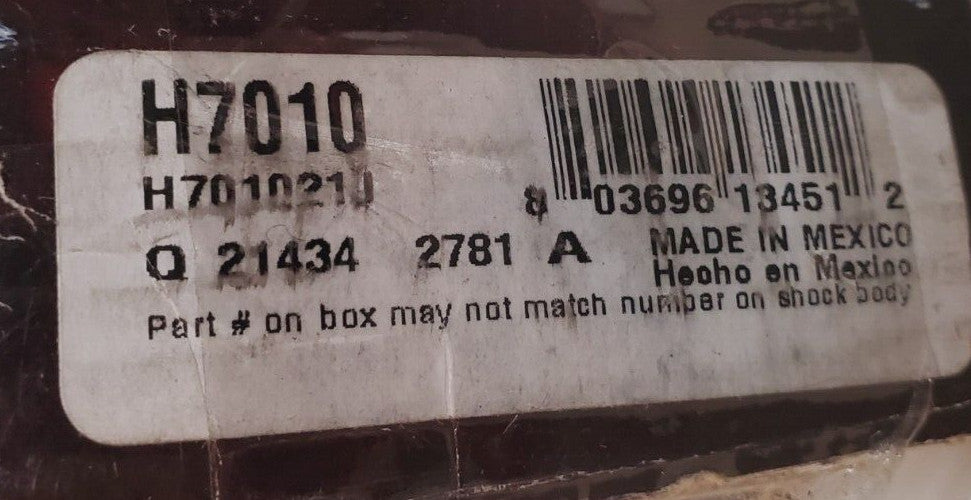 H7010
H7010210
8 03696 13451 2
Q 21434 2781 A
MADE IN MEXICO
Hecho en Mexico
Part # on box may not match number on shock body